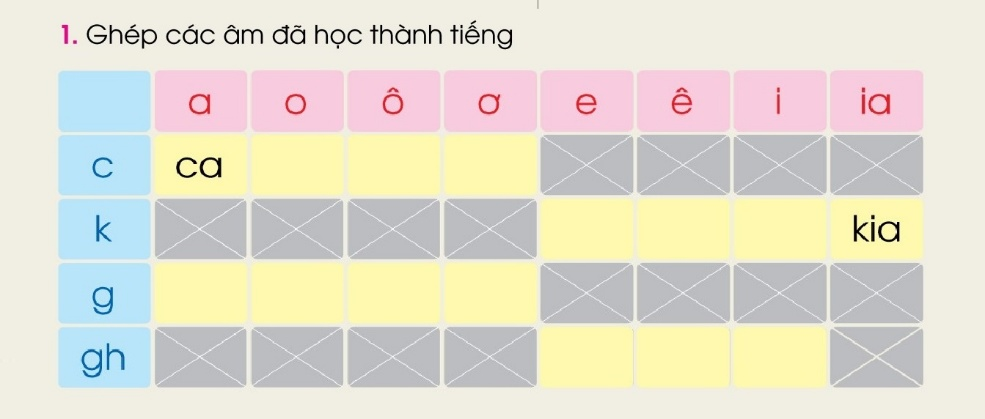 1. Ghép các âm đã học thành tiếng
a o ô ơ e ê i ia
c ca
k kia
g
gh